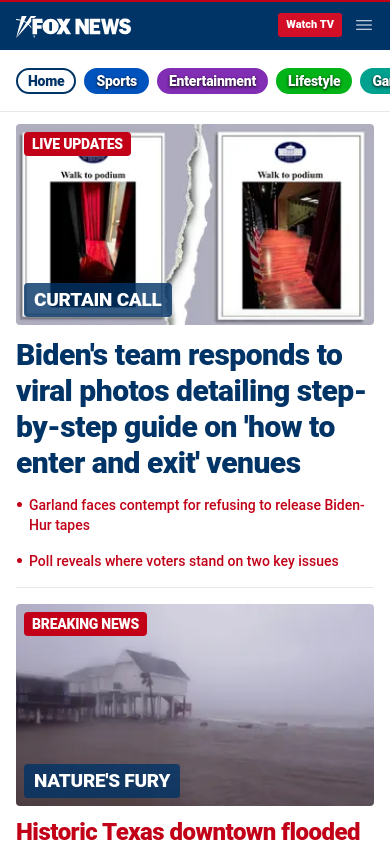 FOX NEWS
Watch TV
Home
Sports
Entertainment
Lifestyle
Ga
LIVE UPDATES
Walk to podium
Walk to podium
CURTAIN CALL
Biden's team responds to
viral photos detailing step-
by-step guide on 'how to
enter and exit' venues
• Garland faces contempt for refusing to release Biden-
Hur tapes
• Poll reveals where voters stand on two key issues
BREAKING NEWS
NATURE'S FURY
Historic Texas downtown flooded